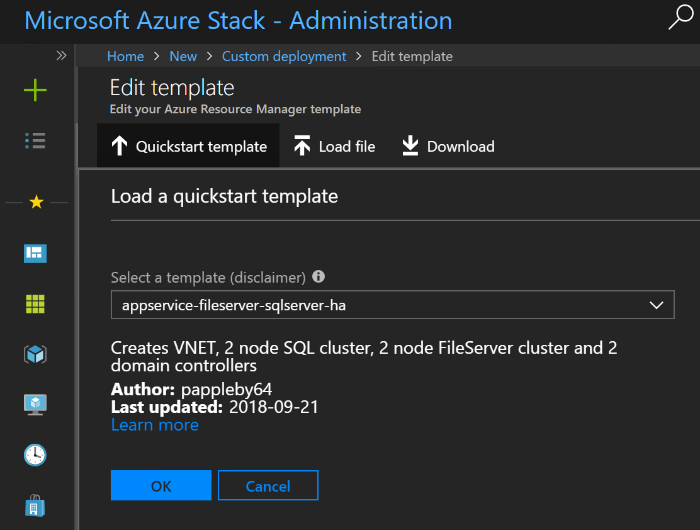 Microsoft Azure Stack - Administration
Home > New > Custom deployment > Edit template
Edit template
Edit your Azure Resource Manager template
Quickstart template Load file Download
Load a quickstart template
Select a template (disclaimer)
appservice-fileserver-sqlserver-ha
Creates VNET, 2 node SQL cluster, 2 node FileServer cluster and 2
domain controllers
Author: pappleby64
Last updated: 2018-09-21
Learn more
OK Cancel